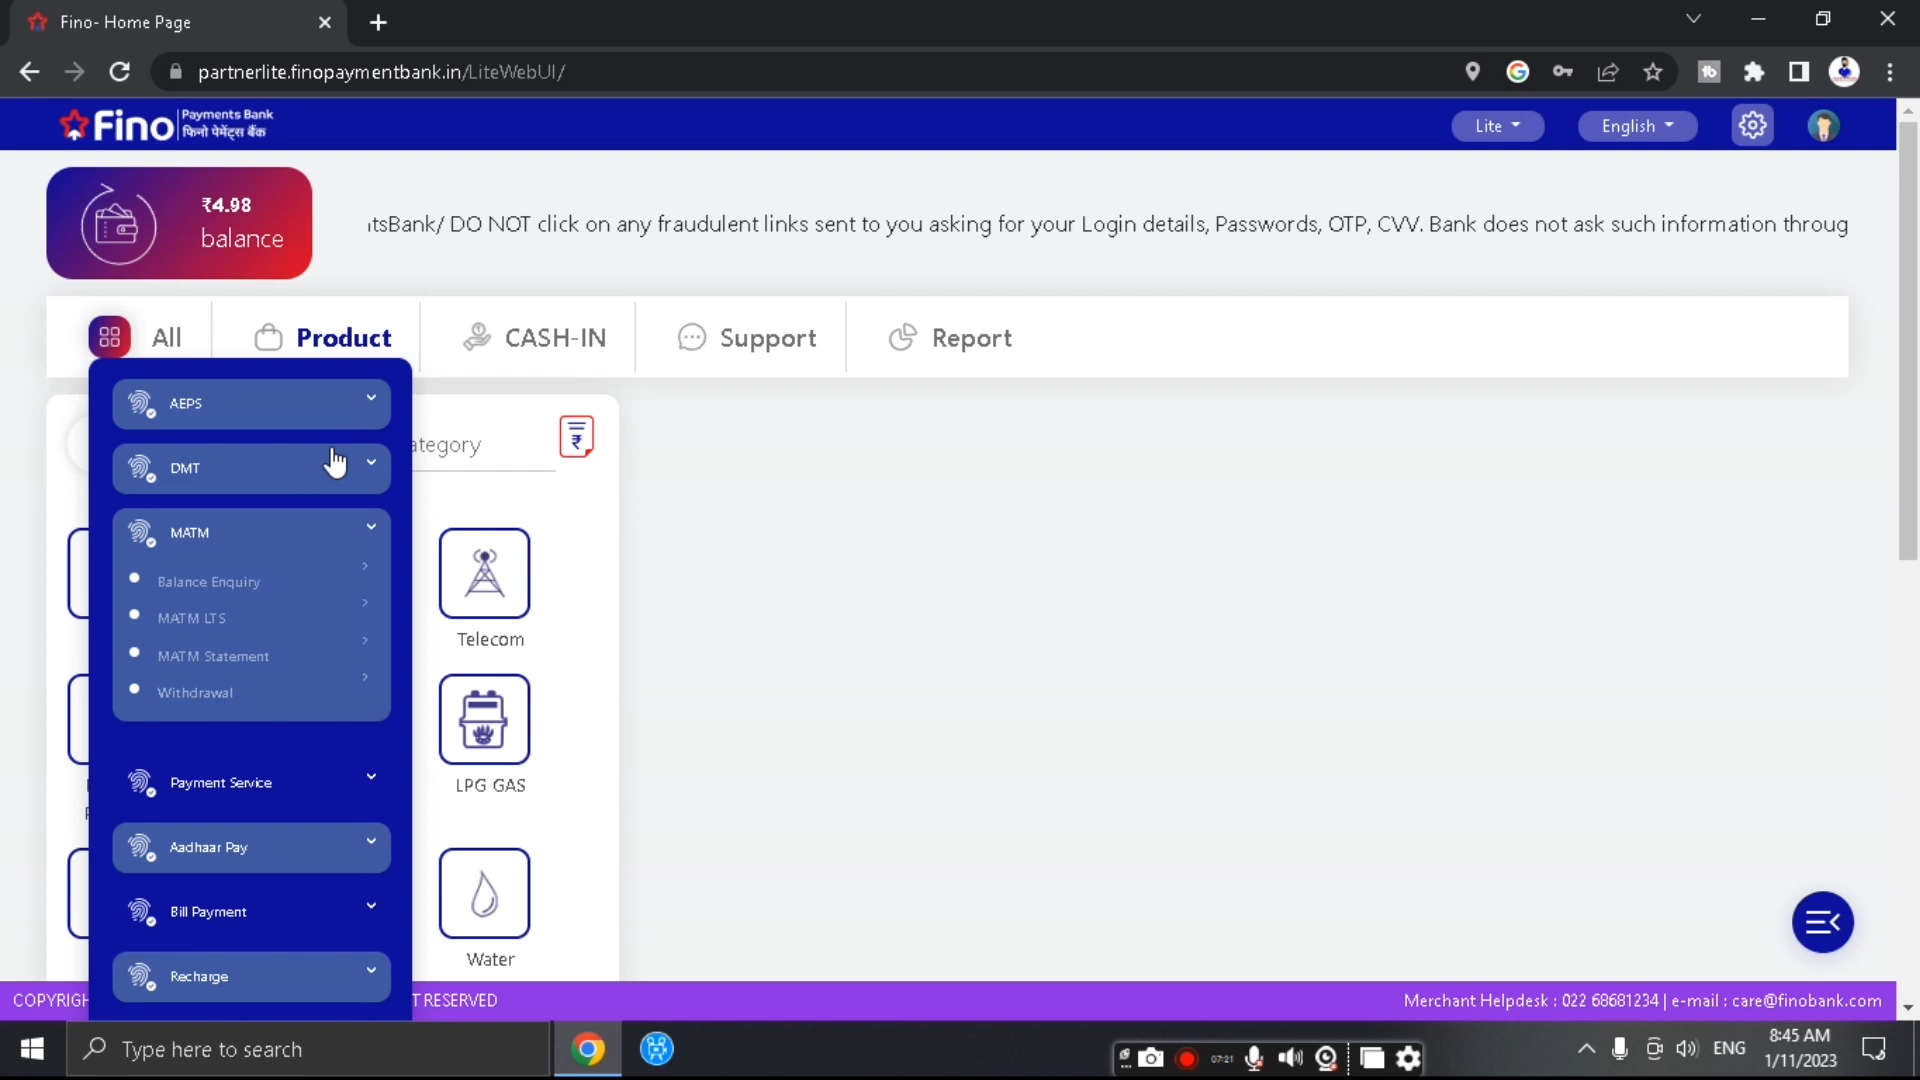 Fino- Home Page
partnerlite.finopaymentbank.in/LiteWebUI/
Fino Payments Bank
फिनो पेमेंट्स बैंक
Lite
English
₹4.98
balance
DO NOT click on any fraudulent links sent to you asking for your Login details, Passwords, OTP, CVV. Bank does not ask such information
All
Product
CASH-IN
Support
Report
AEPS
DMT
MATM
Balance Enquiry
MATM LTS
MATM Statement
Withdrawal
Payment Service
Aadhaar Pay
Bill Payment
Recharge
Telecom
LPG GAS
Water
RESERVED
Merchant Helpdesk : 022 68681234 | e-mail : care@finobank.com
Type here to search
07:21
ENG
8:45 AM
1/11/2023